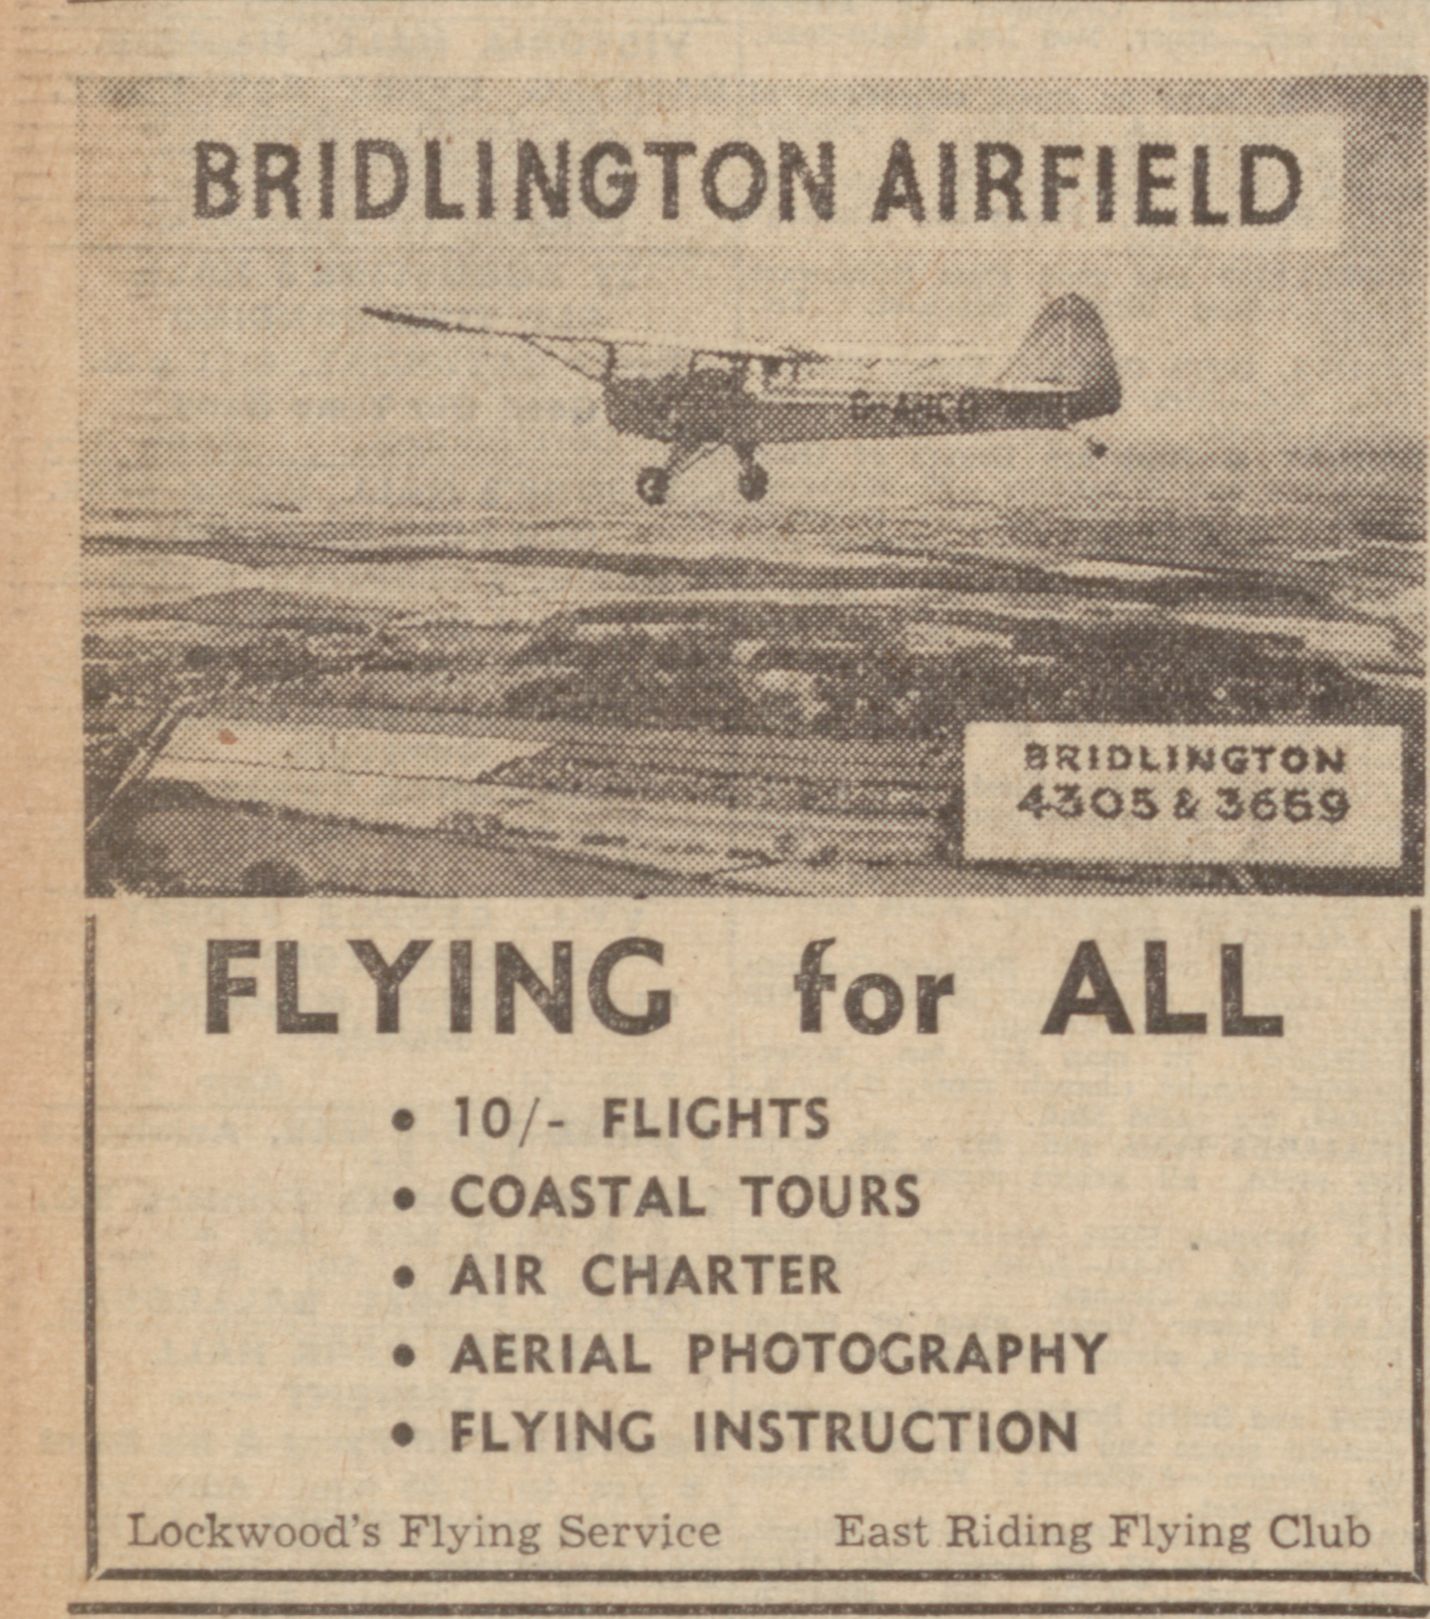 BRIDLINGTON AIRFIELD
BRIDLINGTON
4305 & 3659
FLYING for ALL
• 10/- FLIGHTS
• COASTAL TOURS
• AIR CHARTER
• AERIAL PHOTOGRAPHY
• FLYING INSTRUCTION
Lockwood's Flying Service East Riding Flying Club